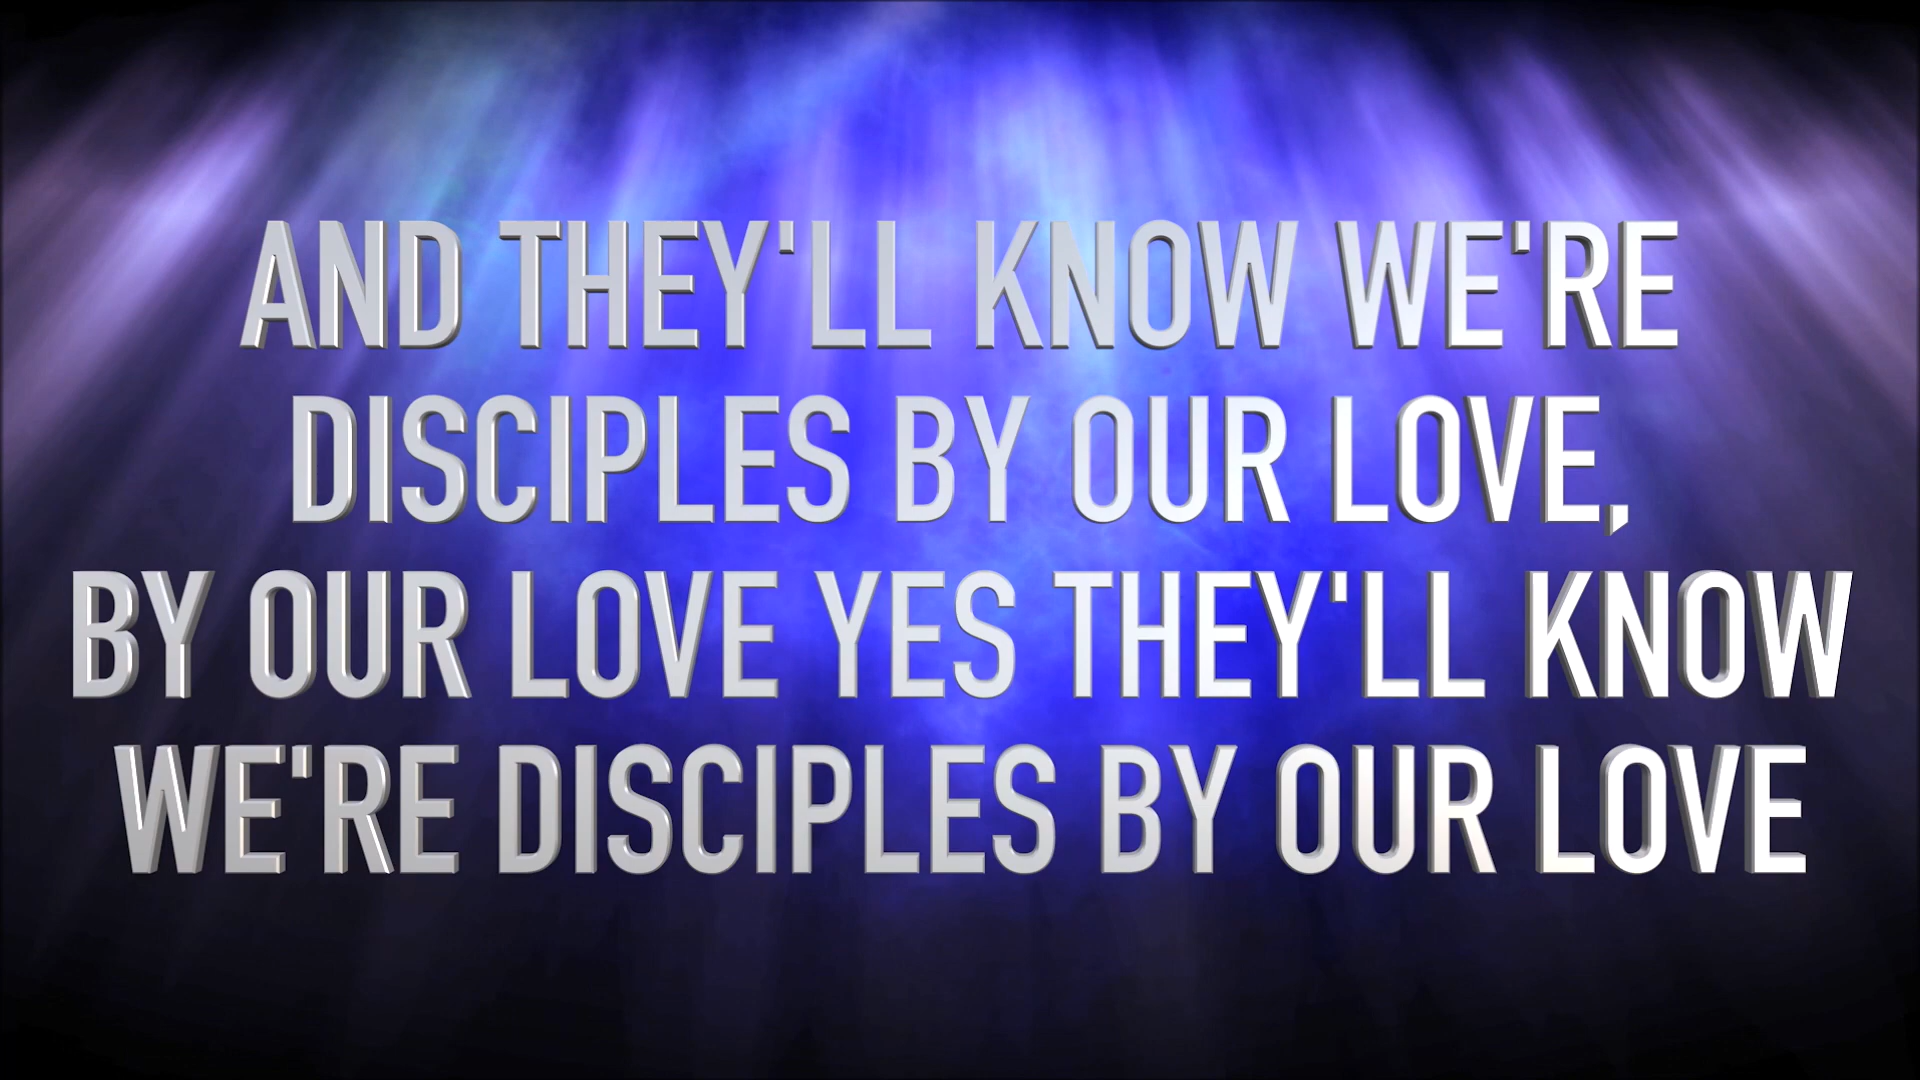 AND THEY'LL KNOW WE'RE
DISCIPLES BY OUR LOVE,
BY OUR LOVE YES THEY'LL KNOW
WE'RE DISCIPLES BY OUR LOVE